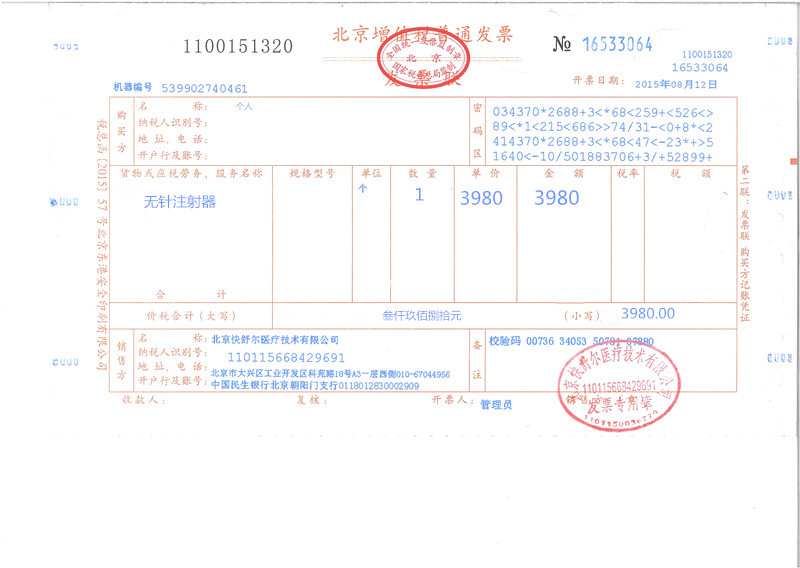 1100151320
北京增值税普通发票
发票联
全国统一发票监制章
北京
国家税务总局监制
№ 16533064
1100151320
16533064
机器编号 539902740461
开票日期: 2015年08月12日
购买方
名称: 个人
纳税人识别号:
地址、电话:
开户行及账号:
密码区
034370*2688+3<*68<259+<526<>
89<*1<215<686>>74/31-<0+8*<2
414370*2688+3<*68<47<-23*+>5
1640<-10/501883706+3/+52899+
货物或应税劳务、服务名称 规格型号 单位 数量 单价 金额 税率 税额
无针注射器 个 1 3980 3980
合计
价税合计(大写) 叁仟玖佰捌拾元 (小写) 3980.00
销售方
名称: 北京快舒尔医疗技术有限公司
纳税人识别号: 110115668429691
地址、电话: 北京市大兴区工业开发区科苑路18号A3一层西侧010-67044956
开户行及账号: 中国民生银行北京朝阳门支行0118012830002909
备注
校验码 00736 34053 50731 07880
收款人: 复核: 开票人: 管理员
北京快舒尔医疗技术有限公司
110115668429691
发票专用章
税总函[2015]57号北京东港安全印刷有限公司
第二联:发票联 购买方记账凭证